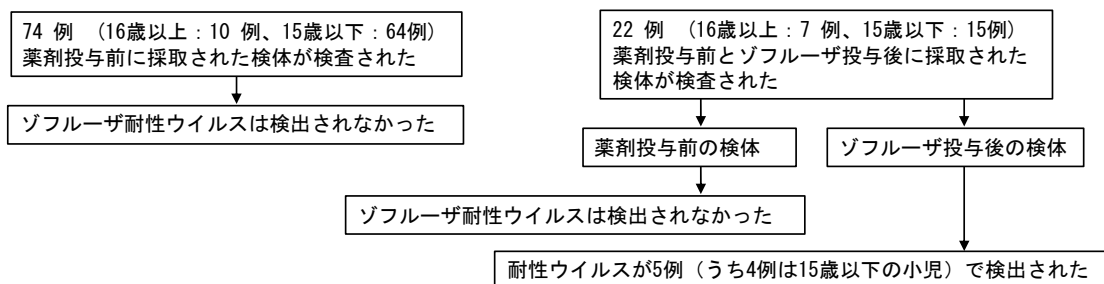 74 例 （16歳以上：10 例、15歳以下：64例）
薬剤投与前に採取された検体が検査された
ゾフルーザ耐性ウイルスは検出されなかった
22 例 （16歳以上：7 例、15歳以下：15例）
薬剤投与前とゾフルーザ投与後に採取された
検体が検査された
薬剤投与前の検体
ゾフルーザ投与後の検体
ゾフルーザ耐性ウイルスは検出されなかった
耐性ウイルスが5例（うち4例は15歳以下の小児）で検出された